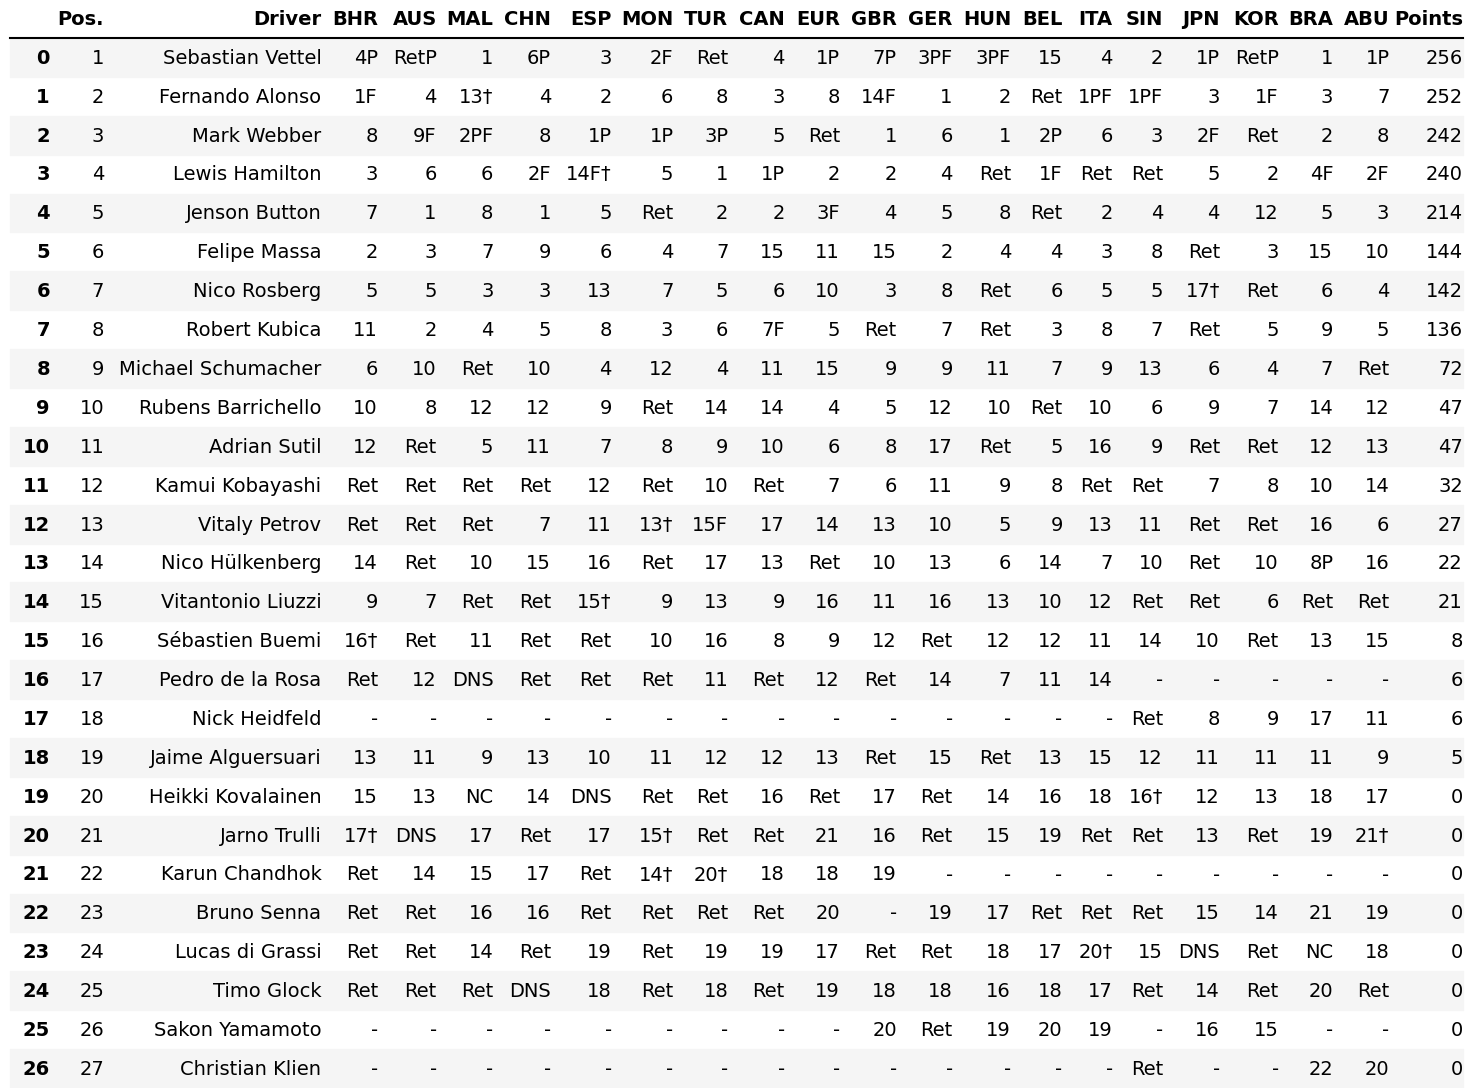 Pos. Driver BHR AUS MAL CHN ESP MON TUR CAN EUR GBR GER HUN BEL ITA SIN JPN KOR BRA ABU Points
0 1 Sebastian Vettel 4P RetP 1 6P 3 2F Ret 4 1P 7P 3PF 3PF 15 4 2 1P RetP 1 1P 256
1 2 Fernando Alonso 1F 4 13† 4 2 6 8 3 8 14F 1 2 Ret 1PF 1PF 3 1F 3 7 252
2 3 Mark Webber 8 9F 2PF 8 1P 1P 3P 5 Ret 1 6 1 2P 6 3 2F Ret 2 8 242
3 4 Lewis Hamilton 3 6 6 2F 14F† 5 1 1P 2 2 4 Ret 1F Ret Ret 5 2 4F 2F 240
4 5 Jenson Button 7 1 8 1 5 Ret 2 2 3F 4 5 8 Ret 2 4 4 12 5 3 214
5 6 Felipe Massa 2 3 7 9 6 4 7 15 11 15 2 4 4 3 8 Ret 3 15 10 144
6 7 Nico Rosberg 5 5 3 3 13 7 5 6 10 3 8 Ret 6 5 5 17† Ret 6 4 142
7 8 Robert Kubica 11 2 4 5 8 3 6 7F 5 Ret 7 Ret 3 8 7 Ret 5 9 5 136
8 9 Michael Schumacher 6 10 Ret 10 4 12 4 11 15 9 9 11 7 9 13 6 4 7 Ret 72
9 10 Rubens Barrichello 10 8 12 12 9 Ret 14 14 4 5 12 10 Ret 10 6 9 7 14 12 47
10 11 Adrian Sutil 12 Ret 5 11 7 8 9 10 6 8 17 Ret 5 16 9 Ret Ret 12 13 47
11 12 Kamui Kobayashi Ret Ret Ret Ret 12 Ret 10 Ret 7 6 11 9 8 Ret Ret 7 8 10 14 32
12 13 Vitaly Petrov Ret Ret Ret 7 11 13† 15F 17 14 13 10 5 9 13 11 Ret Ret 16 6 27
13 14 Nico Hülkenberg 14 Ret 10 15 16 Ret 17 13 Ret 10 13 6 14 7 10 Ret 10 8P 16 22
14 15 Vitantonio Liuzzi 9 7 Ret Ret 15† 9 13 9 16 11 16 13 10 12 Ret Ret 6 Ret Ret 21
15 16 Sébastien Buemi 16† Ret 11 Ret Ret 10 16 8 9 12 Ret 12 12 11 14 10 Ret 13 15 8
16 17 Pedro de la Rosa Ret 12 DNS Ret Ret Ret 11 Ret 12 Ret 14 7 11 14 - - - - - 6
17 18 Nick Heidfeld - - - - - - - - - - - - - - Ret 8 9 17 11 6
18 19 Jaime Alguersuari 13 11 9 13 10 11 12 12 13 Ret 15 Ret 13 15 12 11 11 11 9 5
19 20 Heikki Kovalainen 15 13 NC 14 DNS Ret Ret 16 Ret 17 Ret 14 16 18 16† 12 13 18 17 0
20 21 Jarno Trulli 17† DNS 17 Ret 17 15† Ret Ret 21 16 Ret 15 19 Ret Ret 13 Ret 19 21† 0
21 22 Karun Chandhok Ret 14 15 17 Ret 14† 20† 18 18 19 - - - - - - - - - 0
22 23 Bruno Senna Ret Ret 16 16 Ret Ret Ret Ret 20 - 19 17 Ret Ret Ret 15 14 21 19 0
23 24 Lucas di Grassi Ret Ret 14 Ret 19 Ret 19 19 17 Ret Ret 18 17 20† 15 DNS Ret NC 18 0
24 25 Timo Glock Ret Ret Ret DNS 18 Ret 18 Ret 19 18 18 16 18 17 Ret 14 Ret 20 Ret 0
25 26 Sakon Yamamoto - - - - - - - - - 20 Ret 19 20 19 - 16 15 - - 0
26 27 Christian Klien - - - - - - - - - - - - - - Ret - - 22 20 0